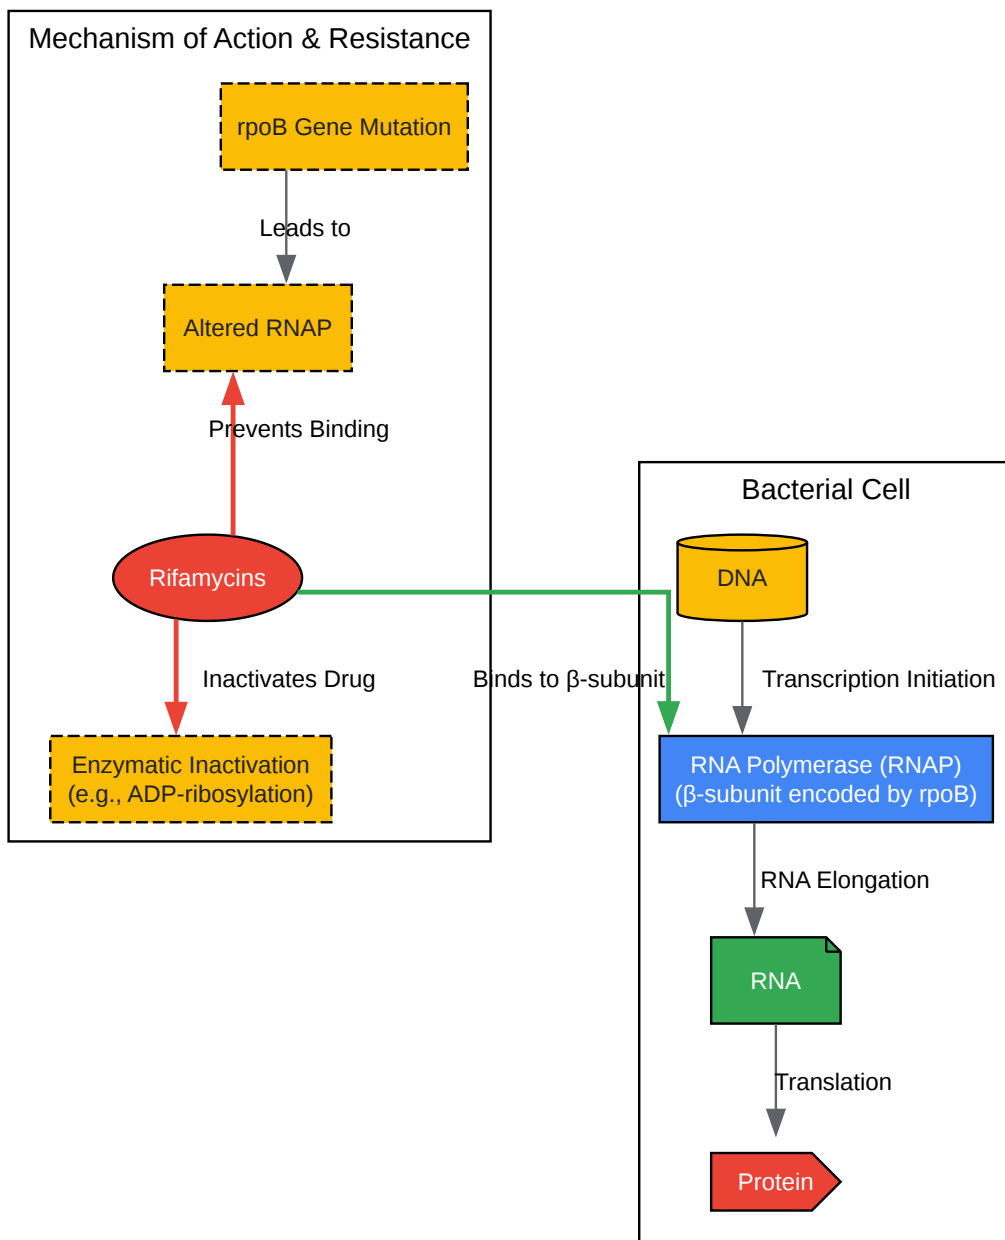 Mechanism of Action & Resistance
rpoB Gene Mutation
Leads to
Altered RNAP
Prevents Binding
Rifamycins
Inactivates Drug
Enzymatic Inactivation
(e.g., ADP-ribosylation)
Binds to β-subunit
Bacterial Cell
DNA
Transcription Initiation
RNA Polymerase (RNAP)
(β-subunit encoded by rpoB)
RNA Elongation
RNA
Translation
Protein